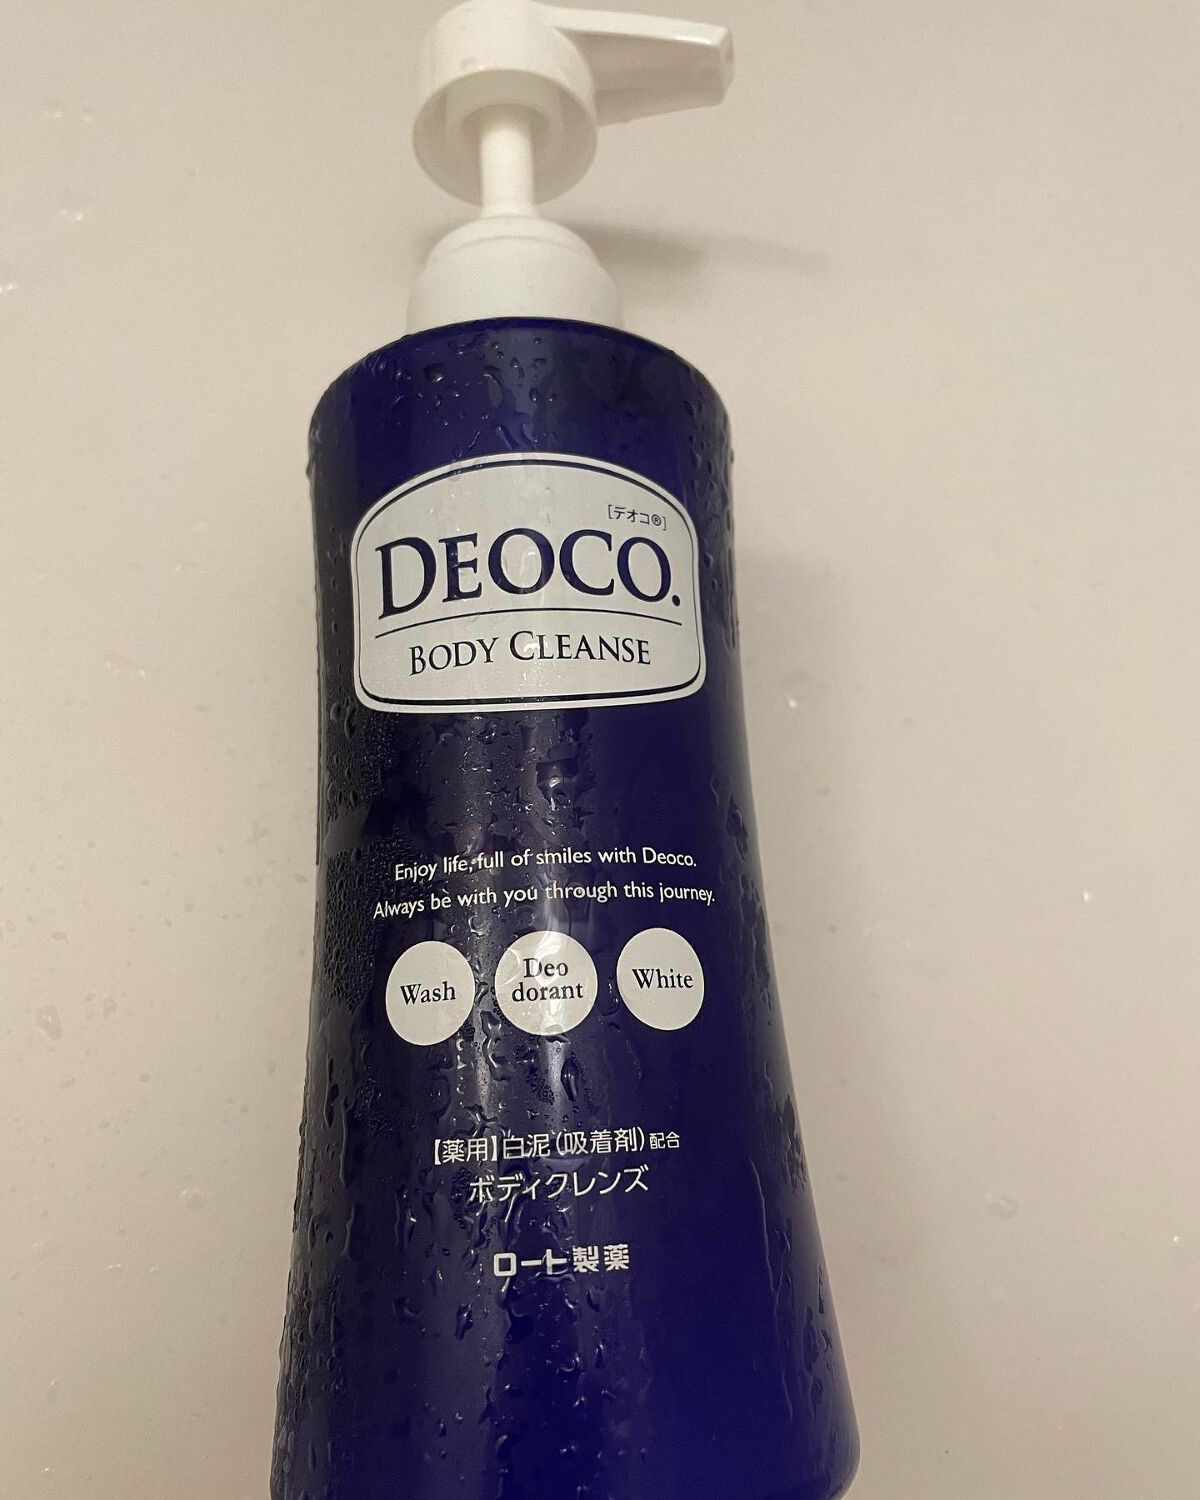 [デオコ®]
DEOCO.
BODY CLEANSE
Enjoy life, full of smiles with Deoco.
Always be with you through this journey.
Wash
Deo
dorant
White
【薬用】白泥(吸着剤)配合
ボディクレンズ
ロート製薬